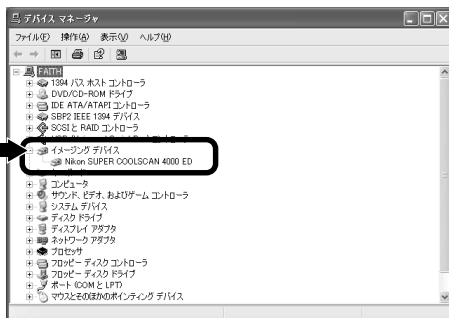 デバイス マネージャ
ファイル(F) 操作(A) 表示(V) ヘルプ(H)
FAITH
1394 バス ホスト コントローラ
DVD/CD-ROM ドライブ
IDE ATA/ATAPI コントローラ
SBP2 IEEE 1394 デバイス
SCSI と RAID コントローラ
イメージング デバイス
Nikon SUPER COOLSCAN 4000 ED
コンピュータ
サウンド、ビデオ、およびゲーム コントローラ
システム デバイス
ディスク ドライブ
ディスプレイ アダプタ
ネットワーク アダプタ
プロセッサ
フロッピー ディスク コントローラ
フロッピー ディスク ドライブ
ポート (COM と LPT)
マウスとそのほかのポインティング デバイス